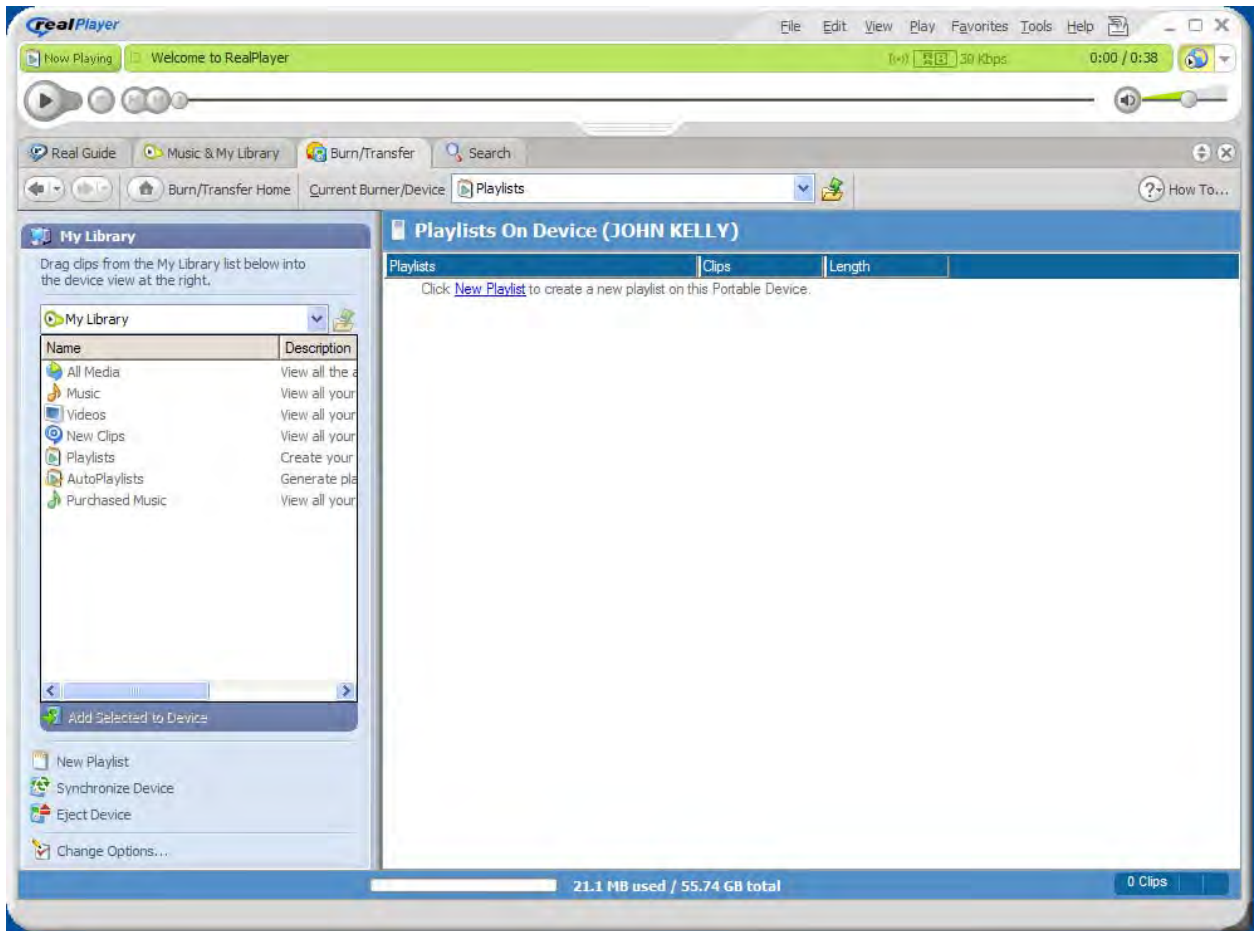 real Player
File Edit View Play Favorites Tools Help
Now Playing Welcome to RealPlayer 30 Kbps 0:00 / 0:38
Real Guide Music & My Library Burn/Transfer Search
Burn/Transfer Home Current Burner/Device Playlists How To...
My Library
Drag clips from the My Library list below into
the device view at the right.
My Library
Name Description
All Media View all the a
Music View all your
Videos View all your
New Clips View all your
Playlists Create your
AutoPlaylists Generate pla
Purchased Music View all your
Add Selected to Device
New Playlist
Synchronize Device
Eject Device
Change Options...
Playlists On Device (JOHN KELLY)
Playlists Clips Length
Click New Playlist to create a new playlist on this Portable Device.
21.1 MB used / 55.74 GB total
0 Clips